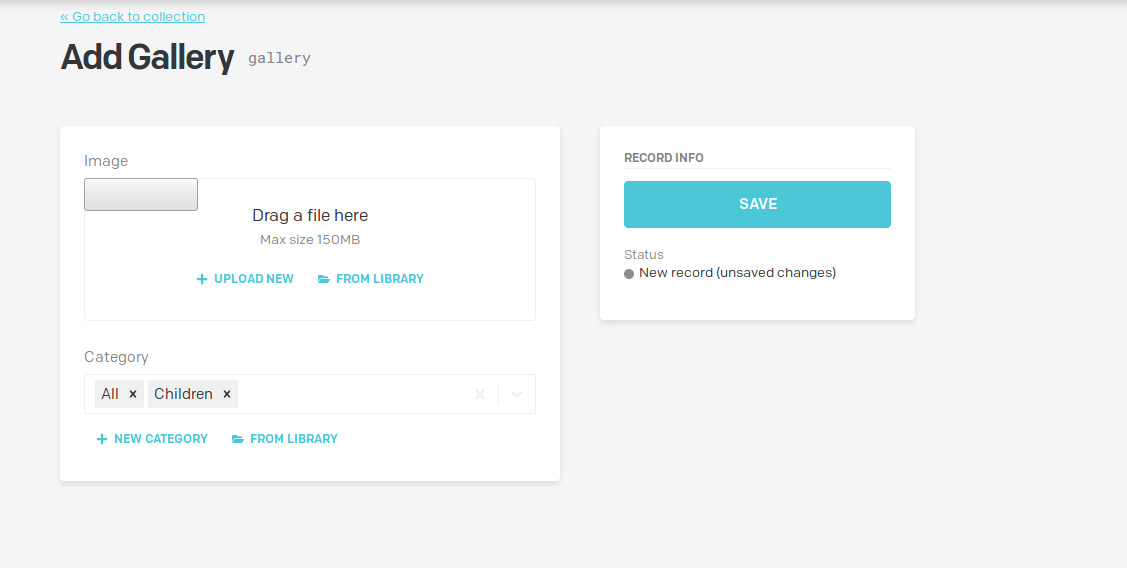 « Go back to collection
Add Gallery gallery
Image
Drag a file here
Max size 150MB
UPLOAD NEW FROM LIBRARY
Category
All × Children ×
NEW CATEGORY FROM LIBRARY
RECORD INFO
SAVE
Status
New record (unsaved changes)